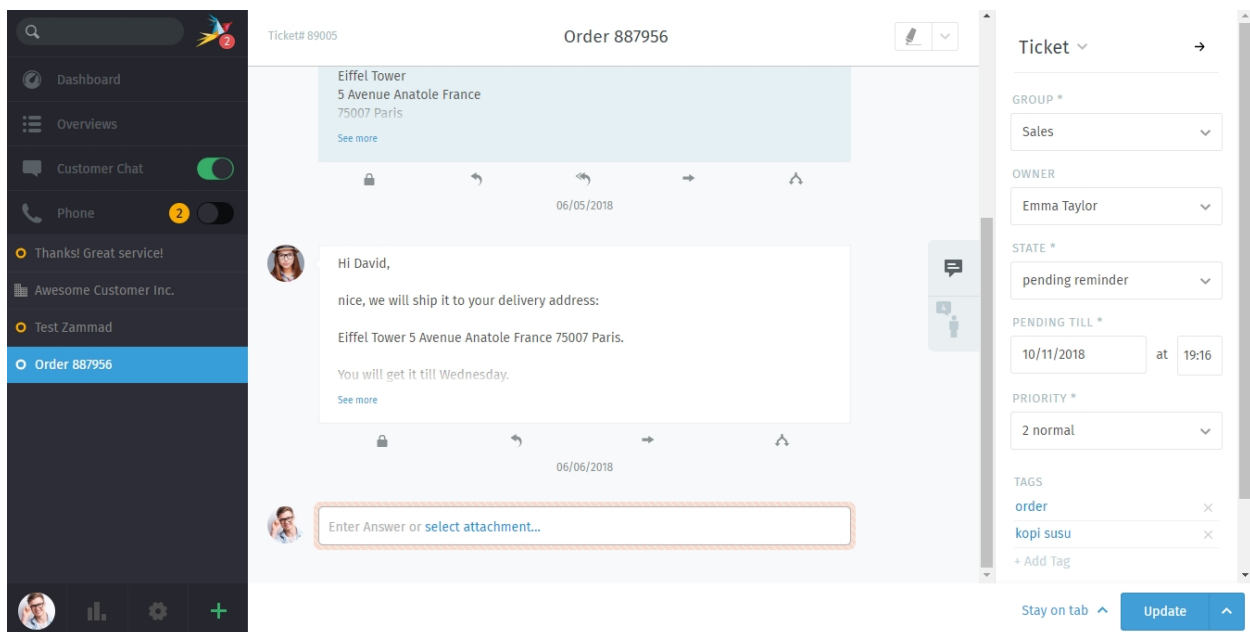 2
Dashboard
Overviews
Customer Chat
Phone 2
Thanks! Great service!
Awesome Customer Inc.
Test Zammad
Order 887956
Ticket# 89005
Order 887956
Eiffel Tower
5 Avenue Anatole France
75007 Paris
See more
06/05/2018
Hi David,
nice, we will ship it to your delivery address:
Eiffel Tower 5 Avenue Anatole France 75007 Paris.
You will get it till Wednesday.
See more
06/06/2018
Enter Answer or select attachment...
Ticket
GROUP *
Sales
OWNER
Emma Taylor
STATE *
pending reminder
PENDING TILL *
10/11/2018 at 19:16
PRIORITY *
2 normal
TAGS
order
kopi susu
+ Add Tag
Stay on tab
Update